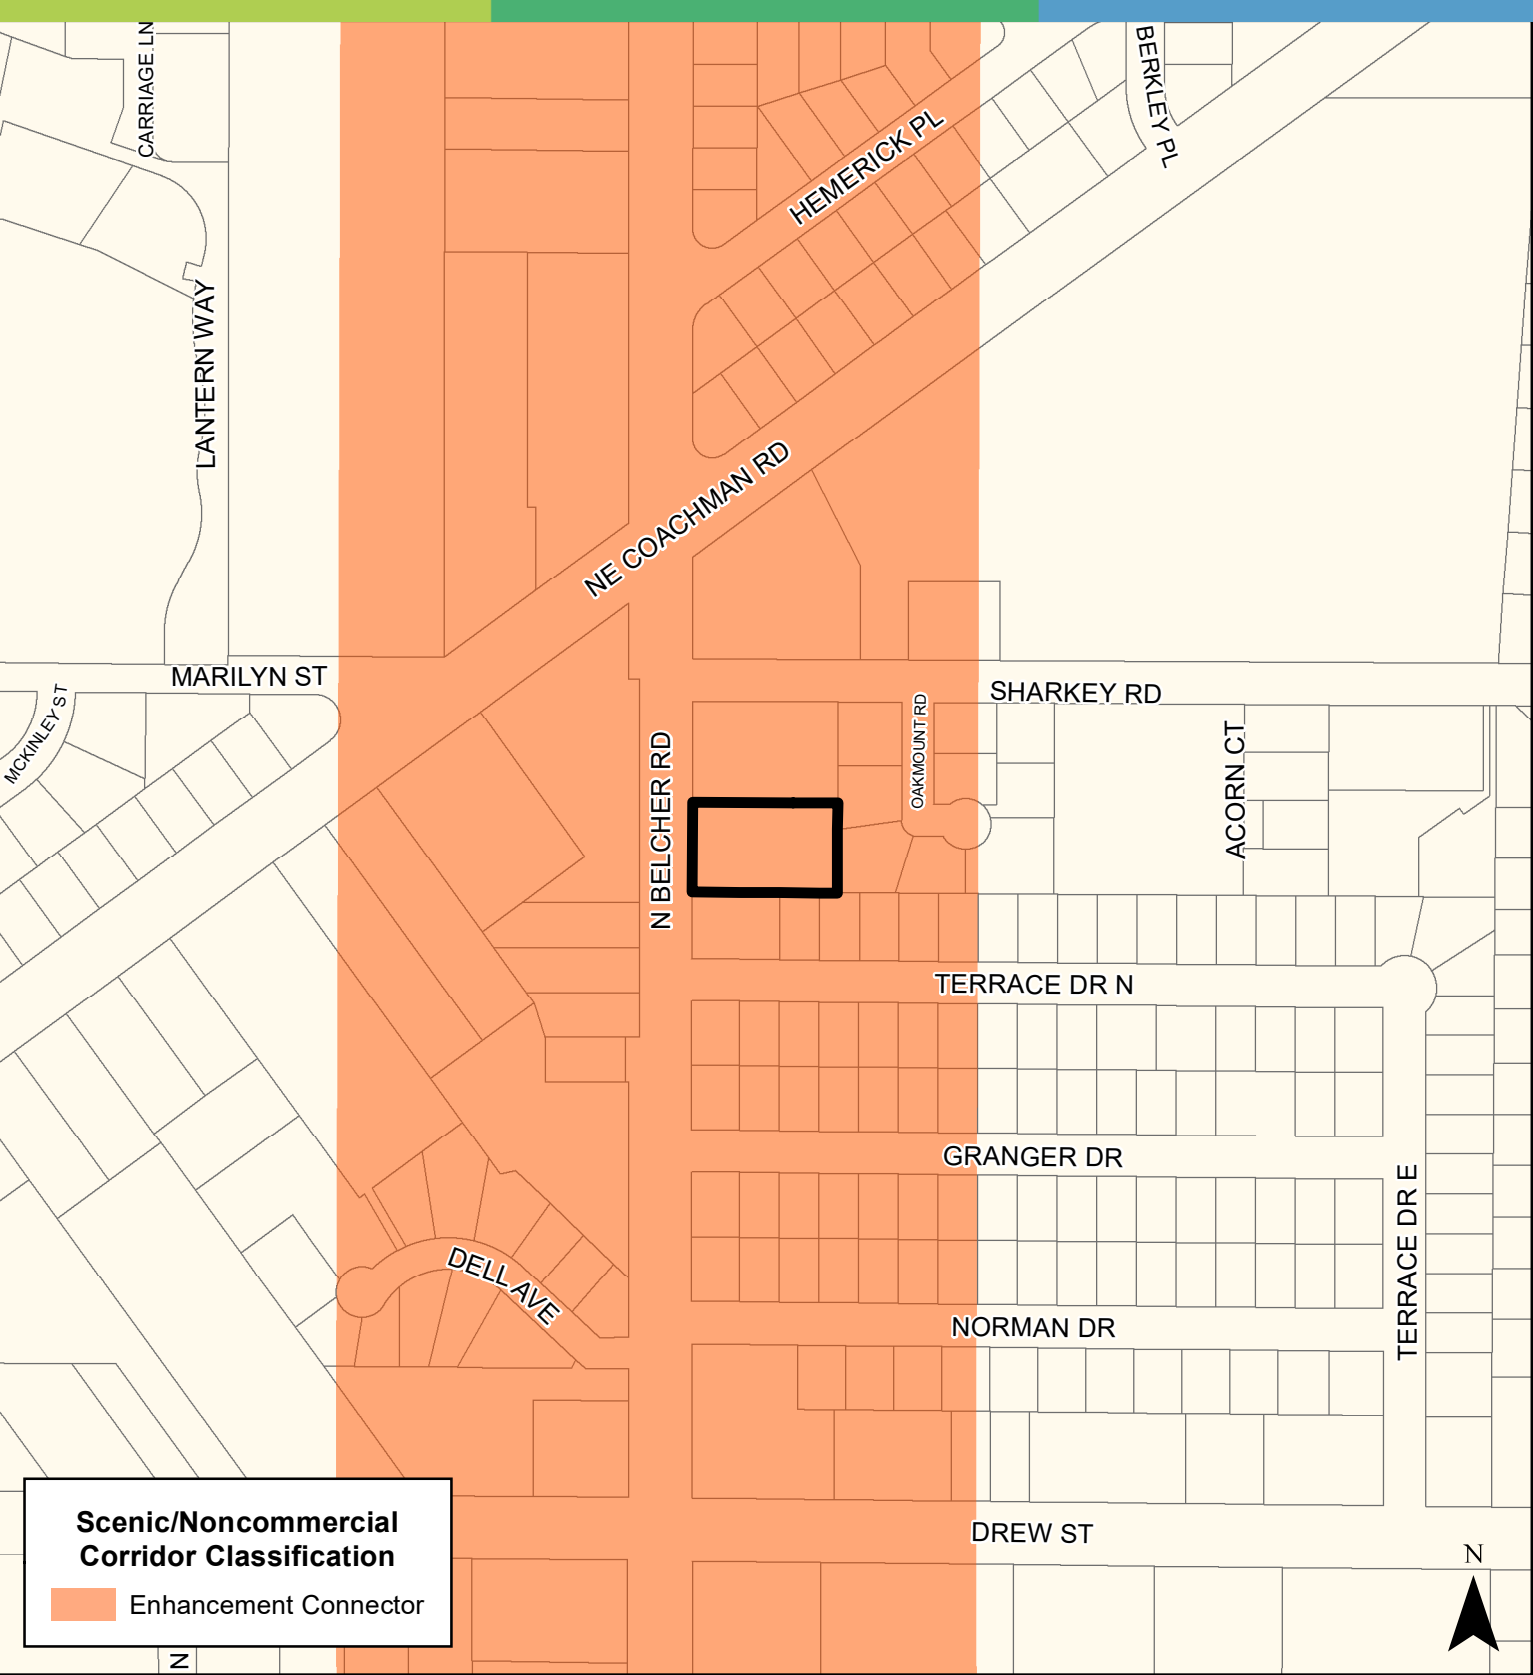 CARRIAGE LN
BERKLEY PL
HEMERICK PL
LANTERN WAY
NE COACHMAN RD
MARILYN ST
SHARKEY RD
MCKINLEY ST
OAKMOUNT RD
ACORN CT
N BELCHER RD
TERRACE DR N
GRANGER DR
TERRACE DR E
DELL AVE
NORMAN DR
DREW ST
Scenic/Noncommercial
Corridor Classification
Enhancement Connector
N
N